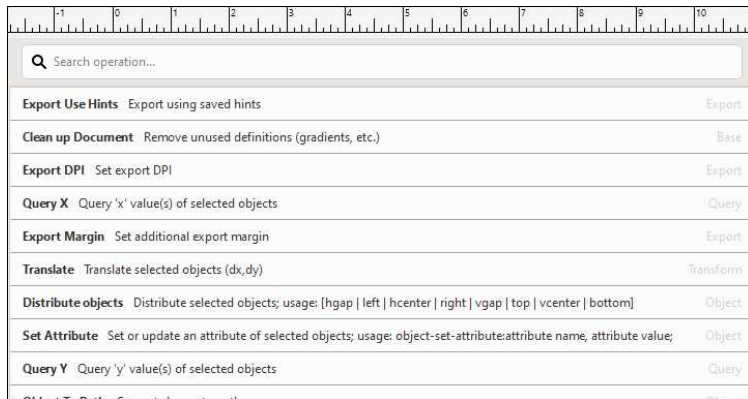 -1 0 1 2 3 4 5 6 7 8 9 10
Search operation...
Export Use Hints Export using saved hints Export
Clean up Document Remove unused definitions (gradients, etc.) Base
Export DPI Set export DPI Export
Query X Query 'x' value(s) of selected objects Query
Export Margin Set additional export margin Export
Translate Translate selected objects (dx,dy) Transform
Distribute objects Distribute selected objects; usage: [hgap | left | hcenter | right | vgap | top | vcenter | bottom] Object
Set Attribute Set or update an attribute of selected objects; usage: object-set-attribute:attribute name, attribute value; Object
Query Y Query 'y' value(s) of selected objects Query